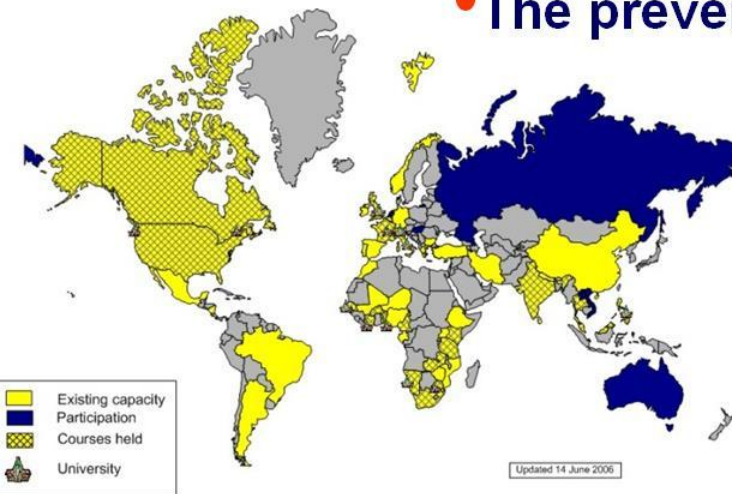 •The preve
Existing capacity
Participation
Courses held
University
Updated 14 June 2006